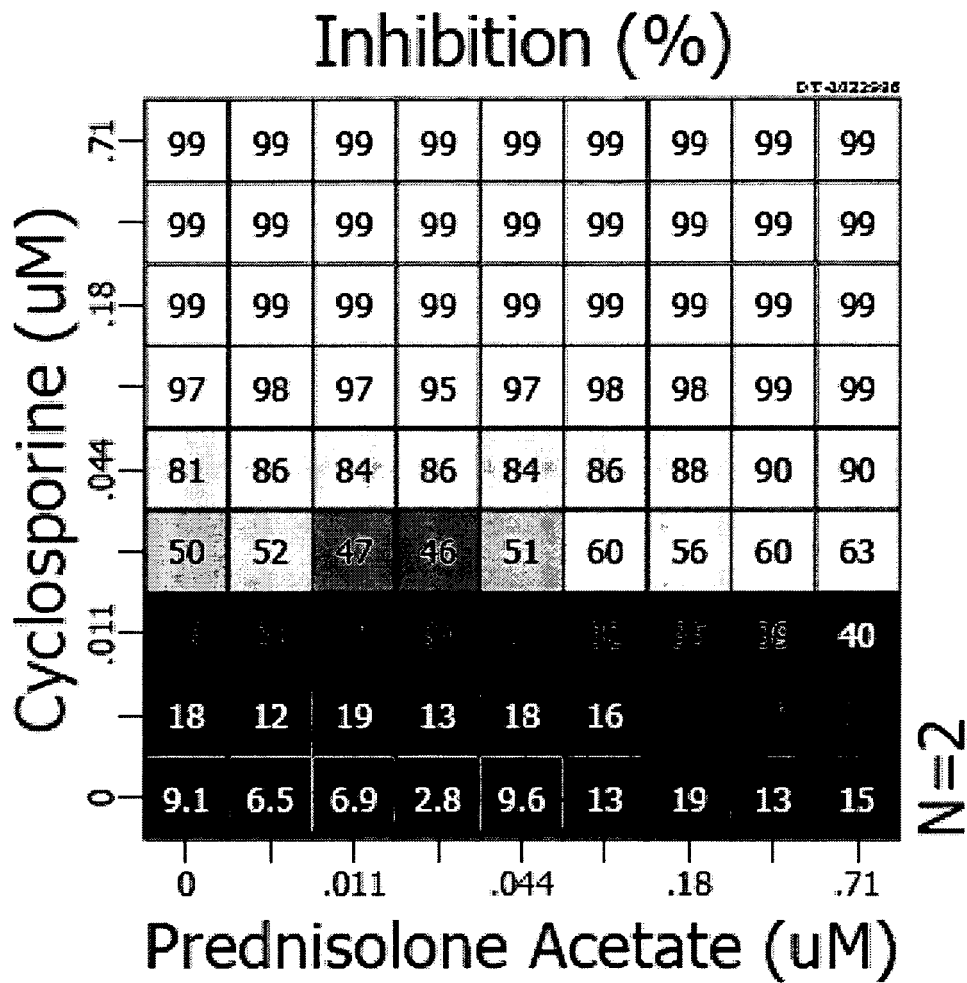 Inhibition (%)
.71 99 99 99 99 99 99 99 99 99
99 99 99 99 99 99 99 99 99
.18 99 99 99 99 99 99 99 99 99
97 98 97 95 97 98 98 99 99
.044 81 86 84 86 84 86 88 90 90
50 52 47 46 51 60 56 60 63
.011 40
18 12 19 13 18 16
0 9.1 6.5 6.9 2.8 9.6 13 19 13 15
0 .011 .044 .18 .71
Prednisolone Acetate (uM)
Cyclosporine (uM)
N=2